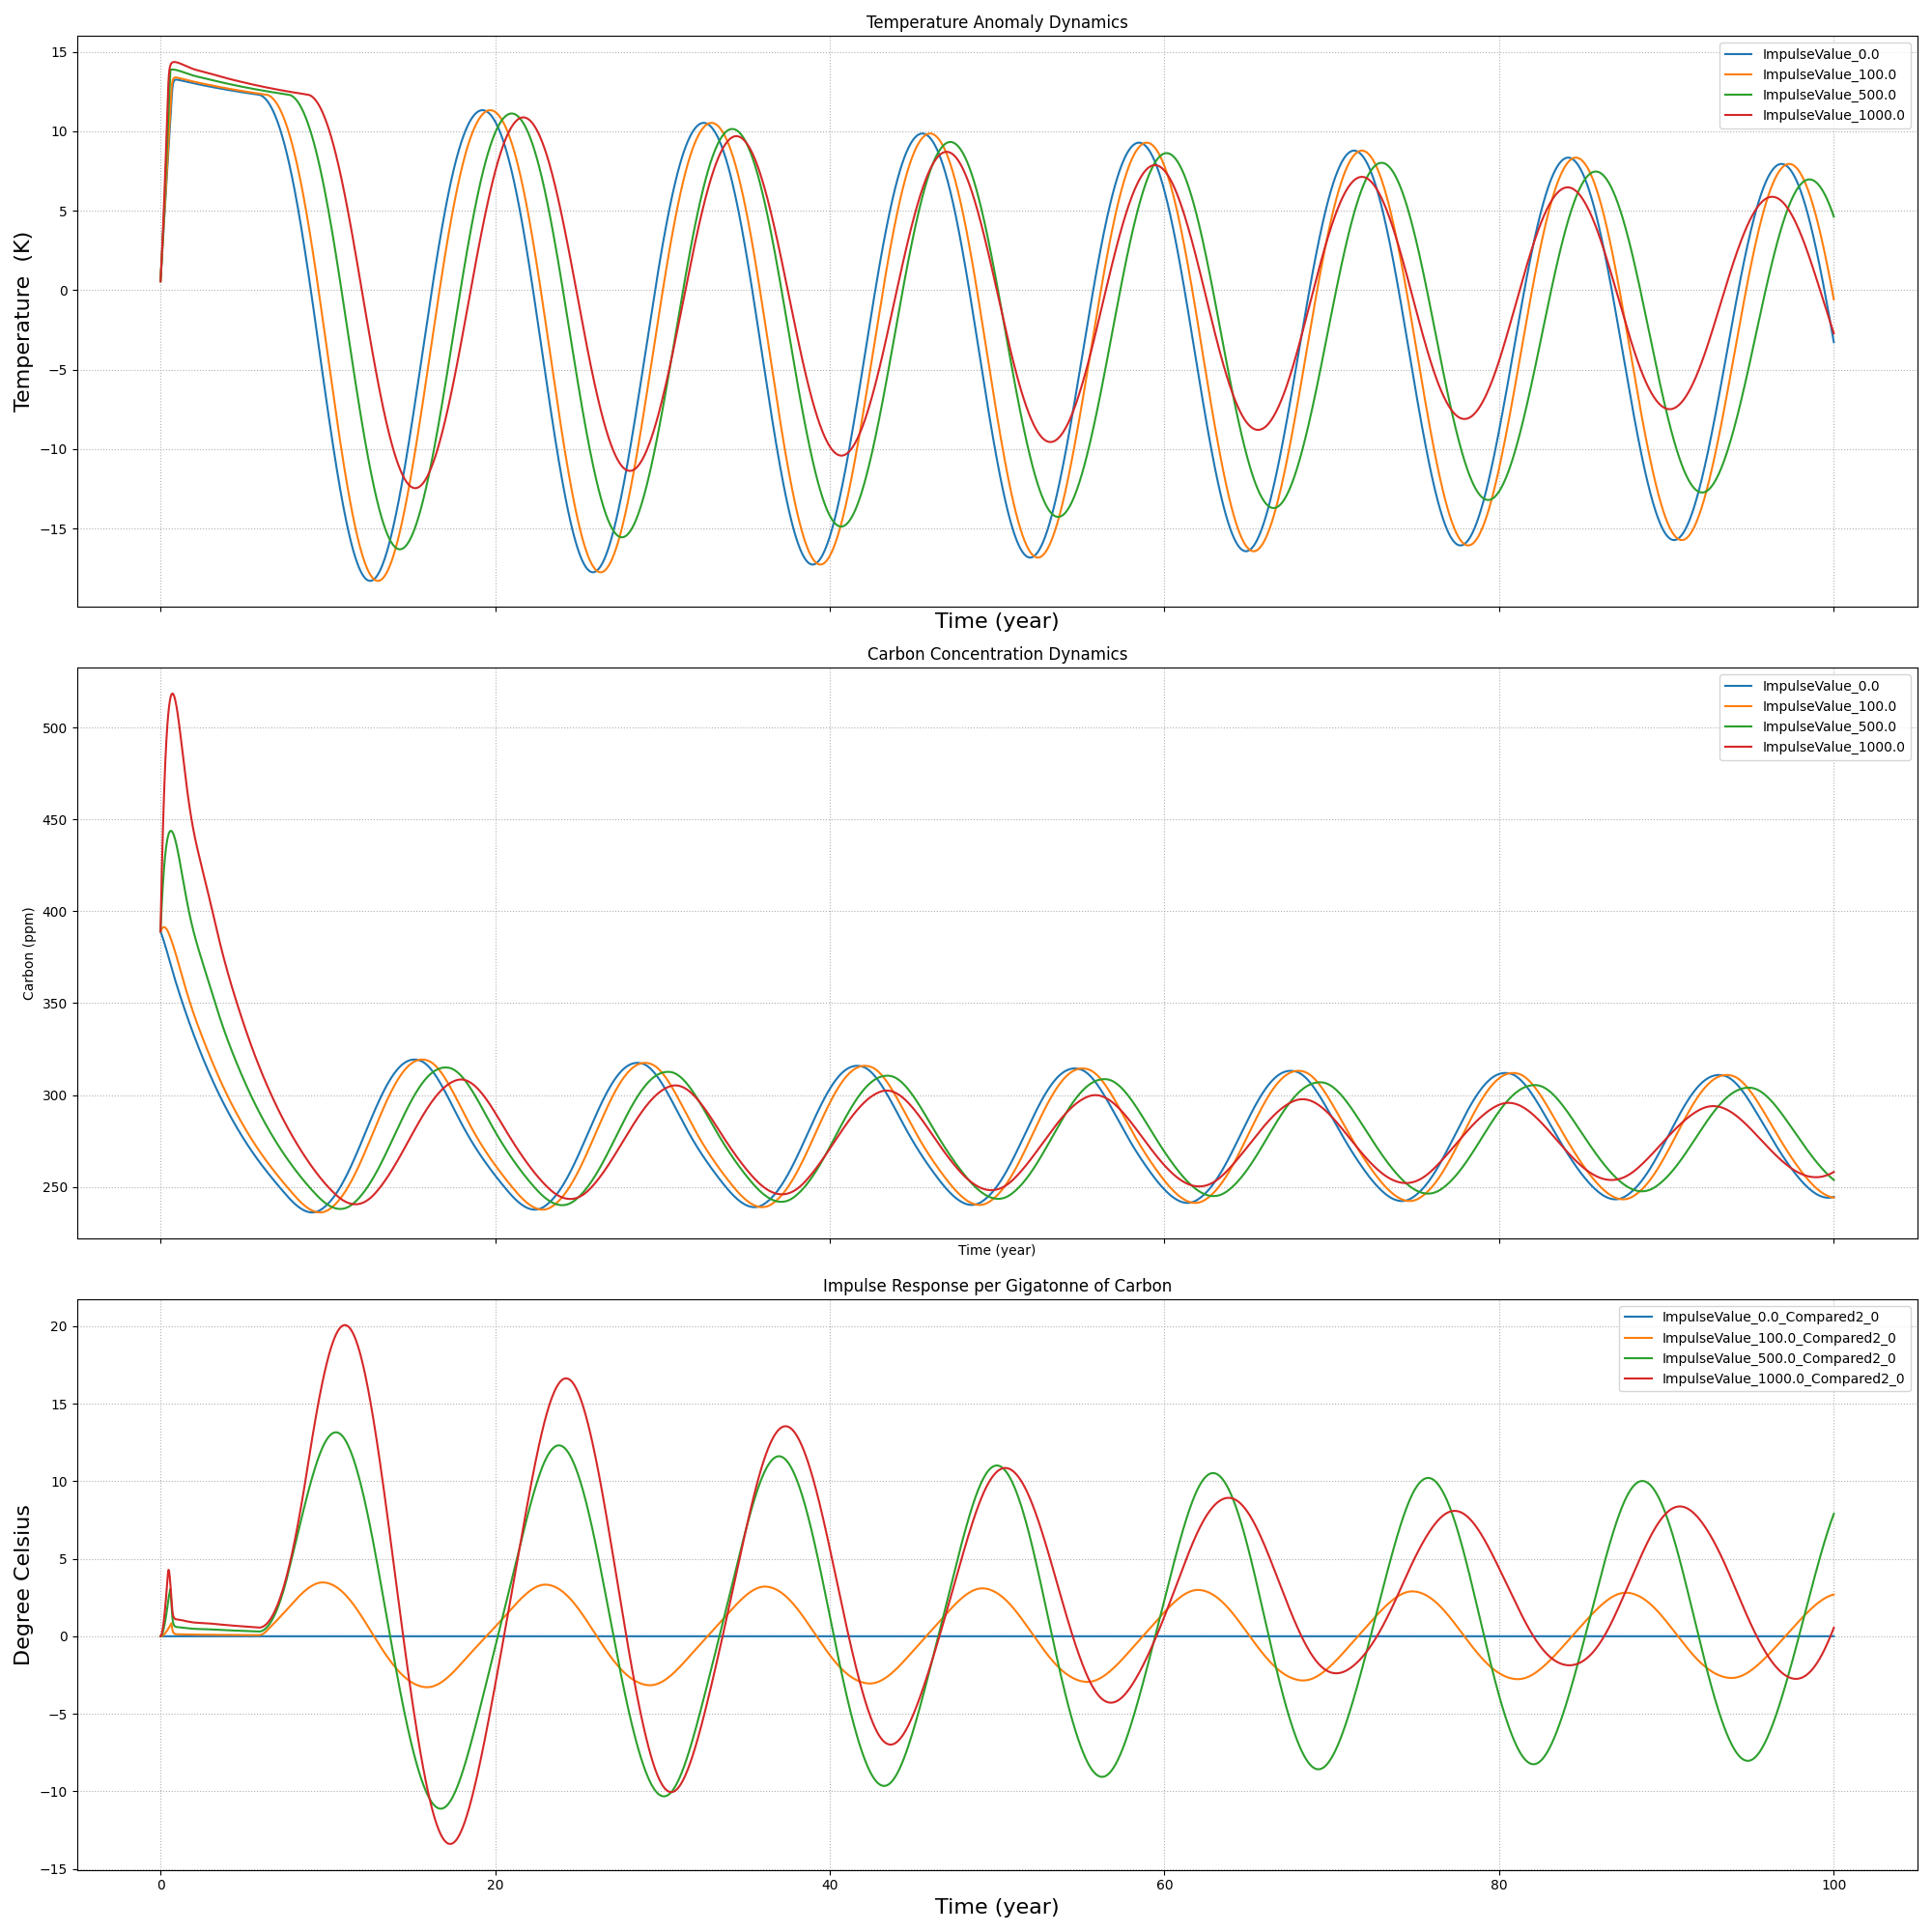 Temperature Anomaly Dynamics
15
10
5
0
−5
−10
−15
Temperature (K)
ImpulseValue_0.0
ImpulseValue_100.0
ImpulseValue_500.0
ImpulseValue_1000.0
Time (year)
Carbon Concentration Dynamics
500
450
400
350
300
250
Carbon (ppm)
ImpulseValue_0.0
ImpulseValue_100.0
ImpulseValue_500.0
ImpulseValue_1000.0
Time (year)
Impulse Response per Gigatonne of Carbon
20
15
10
5
0
−5
−10
−15
Degree Celsius
ImpulseValue_0.0_Compared2_0
ImpulseValue_100.0_Compared2_0
ImpulseValue_500.0_Compared2_0
ImpulseValue_1000.0_Compared2_0
0 20 40 60 80 100
Time (year)